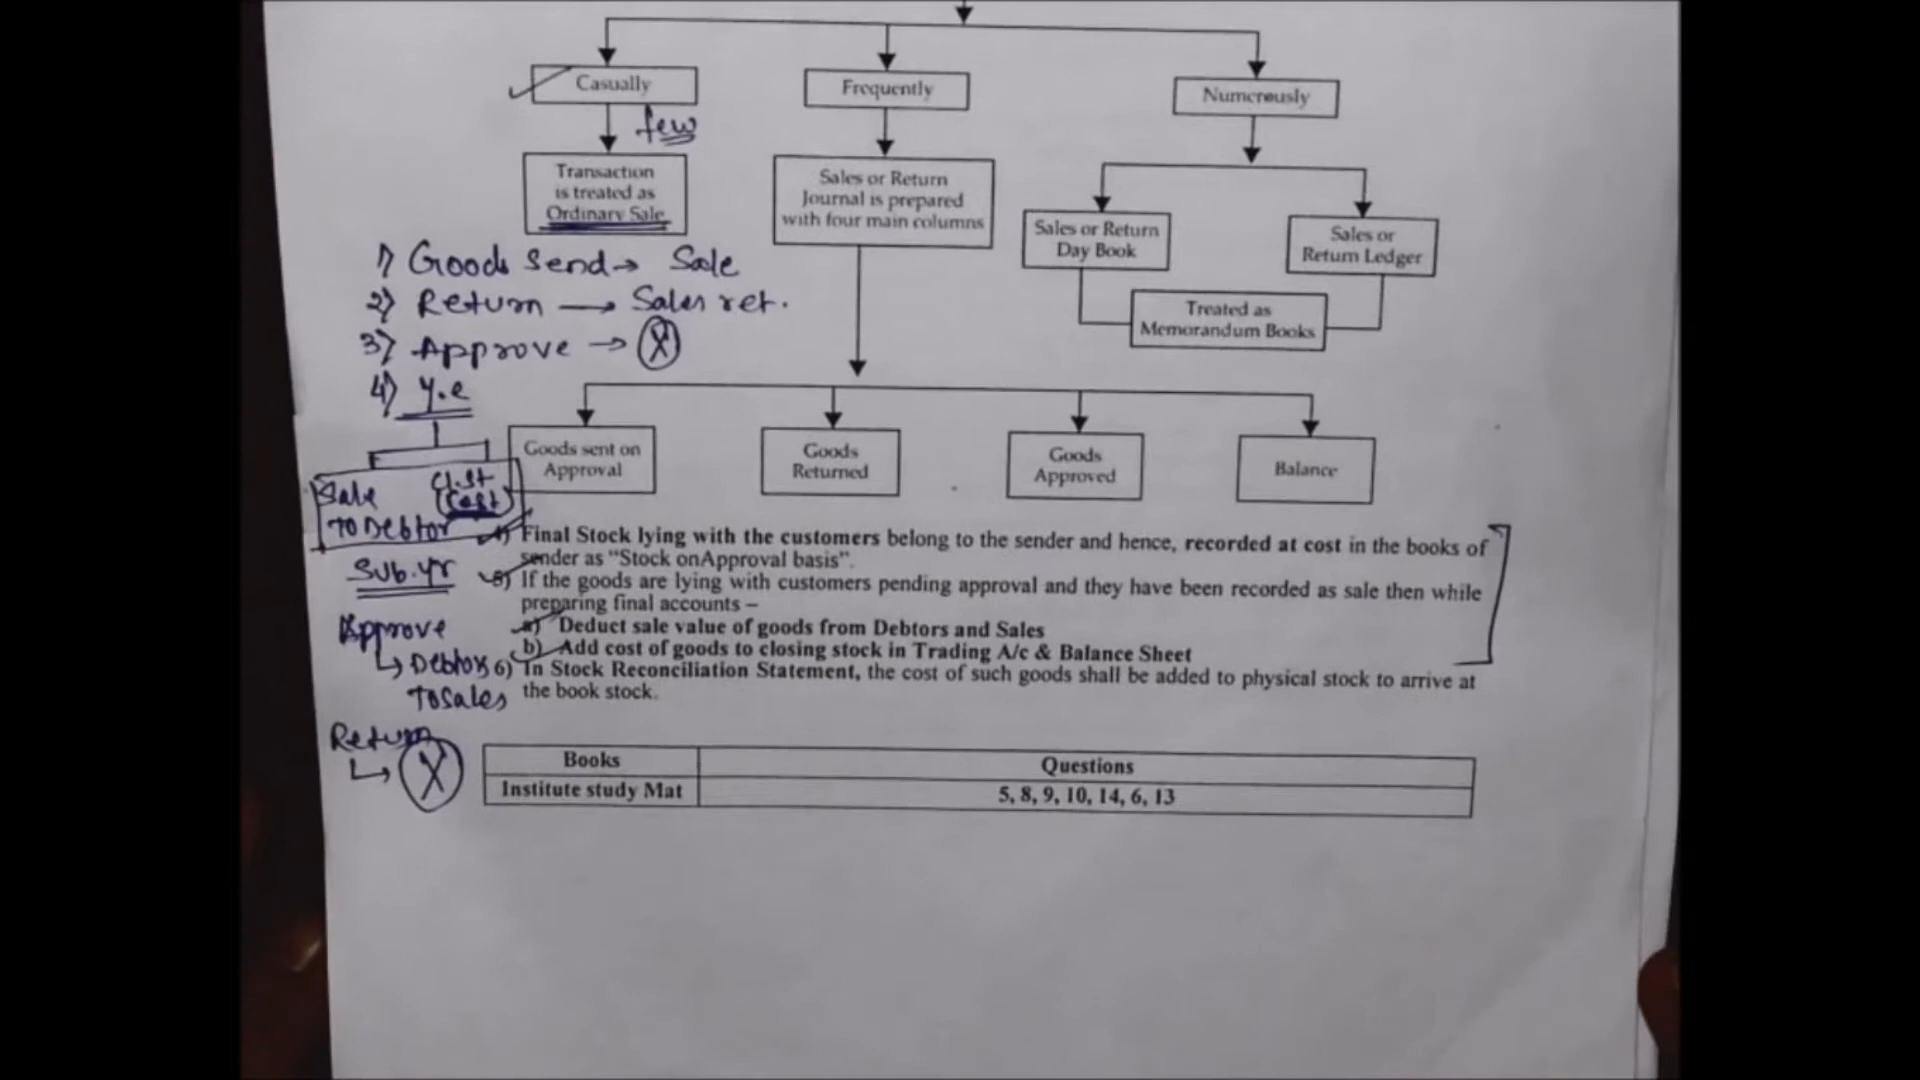 Casually
Frequently
Numerously
few
Transaction
is treated as
Ordinary Sale
Sales or Return
Journal is prepared
with four main columns
Sales or Return
Day Book
Sales or
Return Ledger
Treated as
Memorandum Books
1) Goods Send → Sale
2) Return → Sales ret.
3) Approve → X
4) Y.e
Goods sent on
Approval
Goods
Returned
Goods
Approved
Balance
Sale
To Debtor
Cl.St
(Cost)
4) Final Stock lying with the customers belong to the sender and hence, recorded at cost in the books of
sender as "Stock onApproval basis".
Sub.yr
5) If the goods are lying with customers pending approval and they have been recorded as sale then while
preparing final accounts –
a) Deduct sale value of goods from Debtors and Sales
b) Add cost of goods to closing stock in Trading A/c & Balance Sheet
Approve
↳ Debtors
To Sales
6) In Stock Reconciliation Statement, the cost of such goods shall be added to physical stock to arrive at
the book stock.
Return
↳ X
Books Questions
Institute study Mat 5, 8, 9, 10, 14, 6, 13